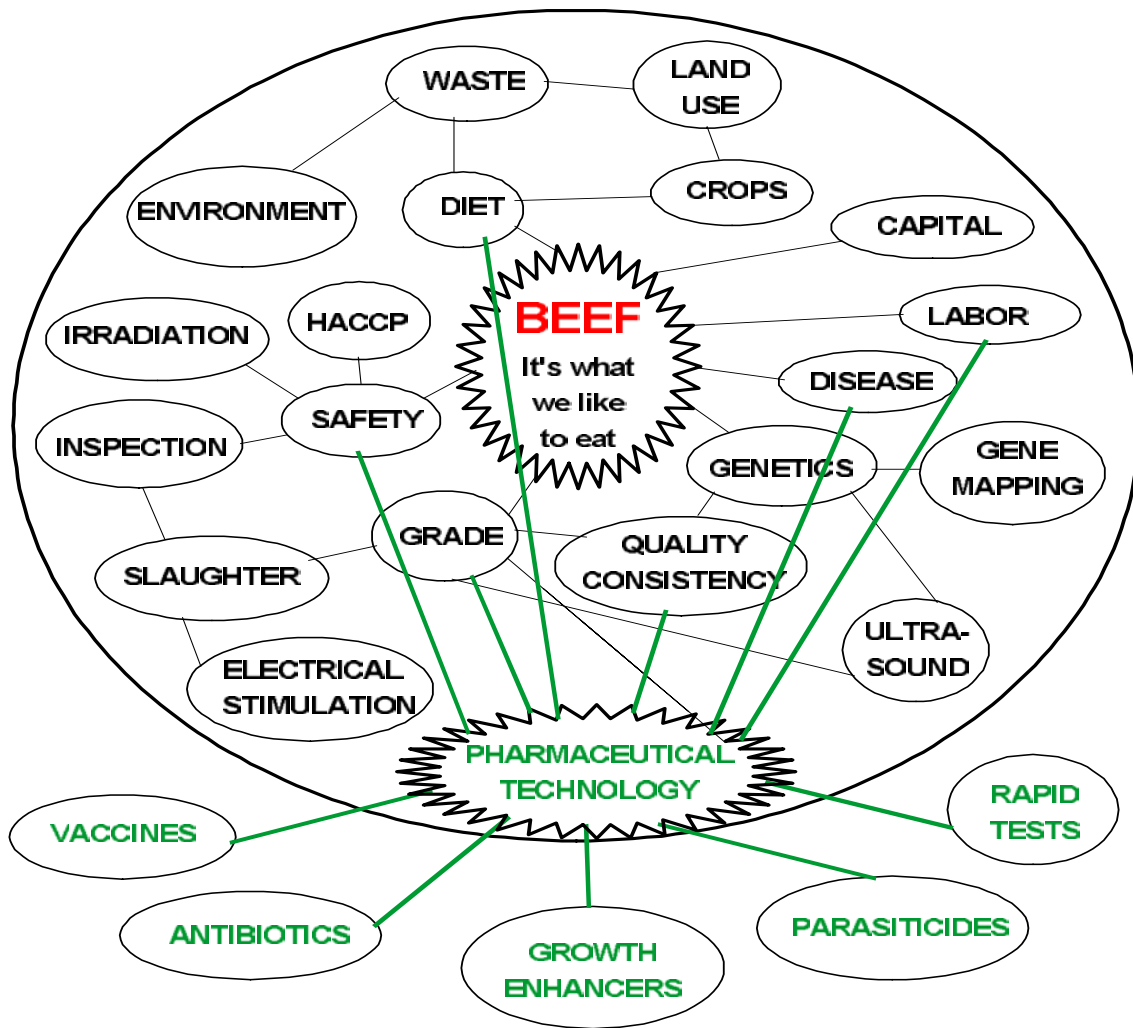 WASTE
LAND
USE
ENVIRONMENT
DIET
CROPS
CAPITAL
IRRADIATION
HACCP
BEEF
It's what
we like
to eat
LABOR
DISEASE
INSPECTION
SAFETY
GENETICS
GENE
MAPPING
SLAUGHTER
GRADE
QUALITY
CONSISTENCY
ELECTRICAL
STIMULATION
ULTRA-
SOUND
PHARMACEUTICAL
TECHNOLOGY
VACCINES
RAPID
TESTS
ANTIBIOTICS
GROWTH
ENHANCERS
PARASITICIDES